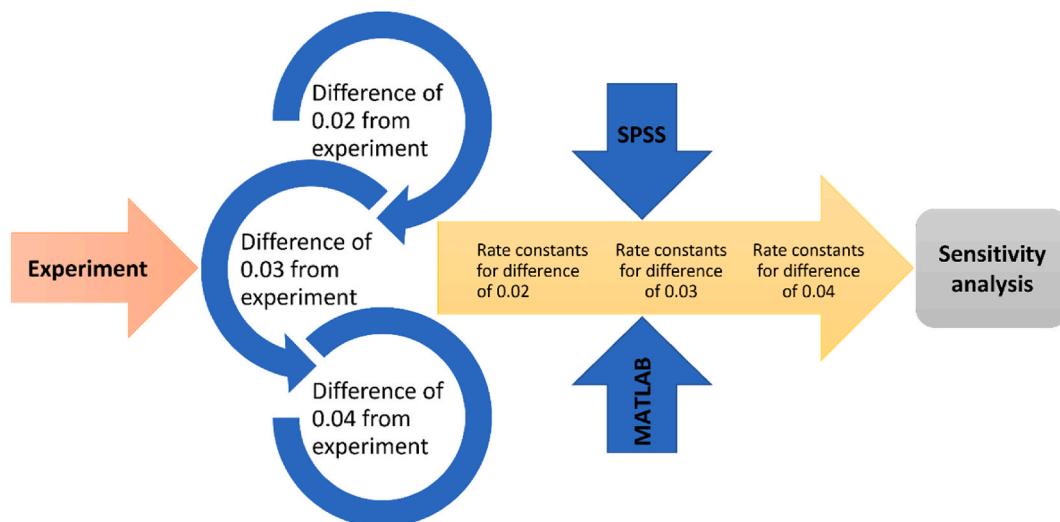 Experiment
Difference of
0.02 from
experiment
Difference of
0.03 from
experiment
Difference of
0.04 from
experiment
SPSS
Rate constants
for difference
of 0.02
Rate constants
for difference
of 0.03
Rate constants
for difference
of 0.04
MATLAB
Sensitivity
analysis